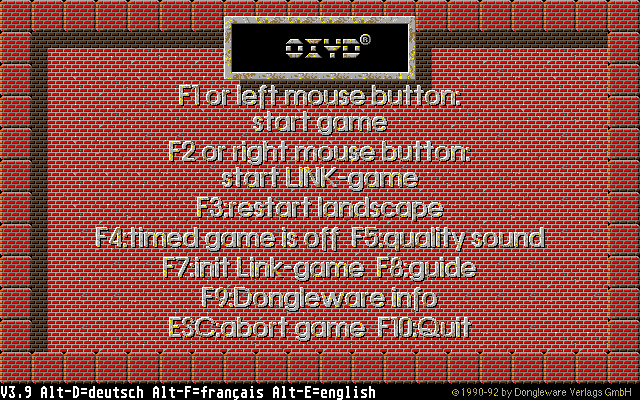 OXYD®
F1 or left mouse button:
start game
F2 or right mouse button:
start LINK-game
F3:restart landscape
F4:timed game is off F5:quality sound
F7:init Link-game F8:guide
F9:Dongleware info
ESC:abort game F10:Quit
V3.9 Alt-D=deutsch Alt-F=français Alt-E=english
©1990-92 by Dongleware Verlags GmbH